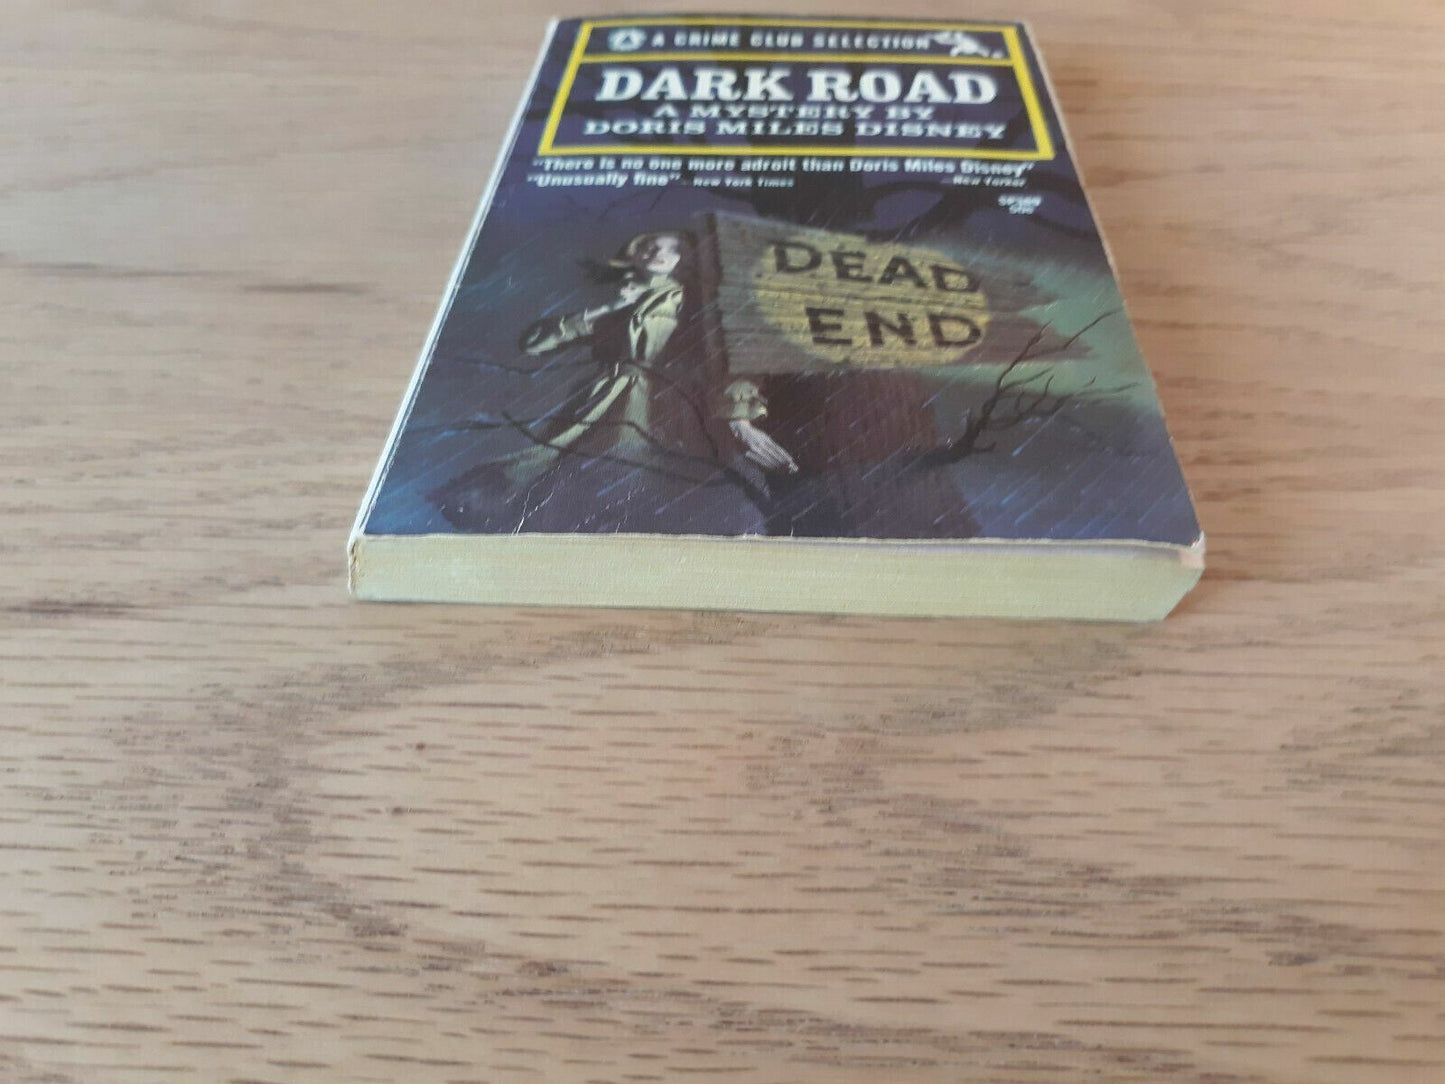 A CRIME CLUB SELECTION
DARK ROAD
A MYSTERY BY
DORIS MILES DISNEY
"There is no one more adroit than Doris Miles Disney"
—New Yorker
"Unusually fine" - New York Times
50c
DEAD
END